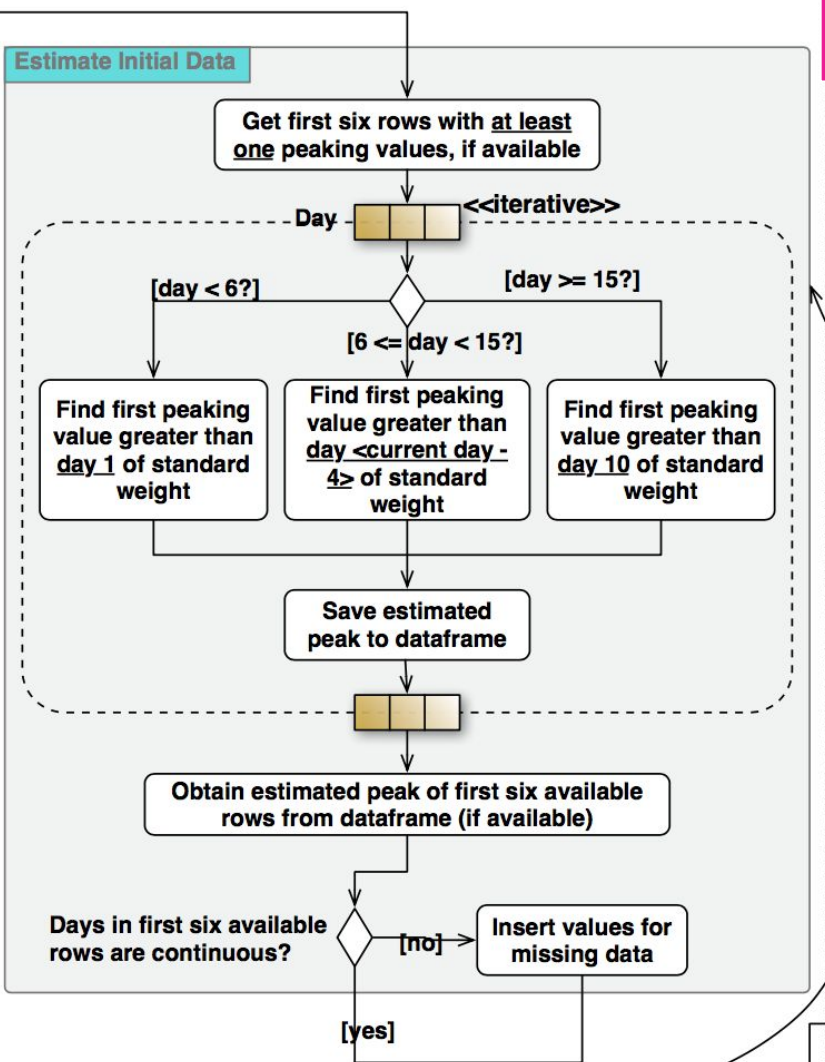 Estimate Initial Data
Get first six rows with at least
one peaking values, if available
Day
<<iterative>>
[day < 6?]
[day >= 15?]
[6 <= day < 15?]
Find first peaking
value greater than
day 1 of standard
weight
Find first peaking
value greater than
day <current day -
4> of standard
weight
Find first peaking
value greater than
day 10 of standard
weight
Save estimated
peak to dataframe
Obtain estimated peak of first six available
rows from dataframe (if available)
Days in first six available
rows are continuous?
[no]
Insert values for
missing data
[yes]